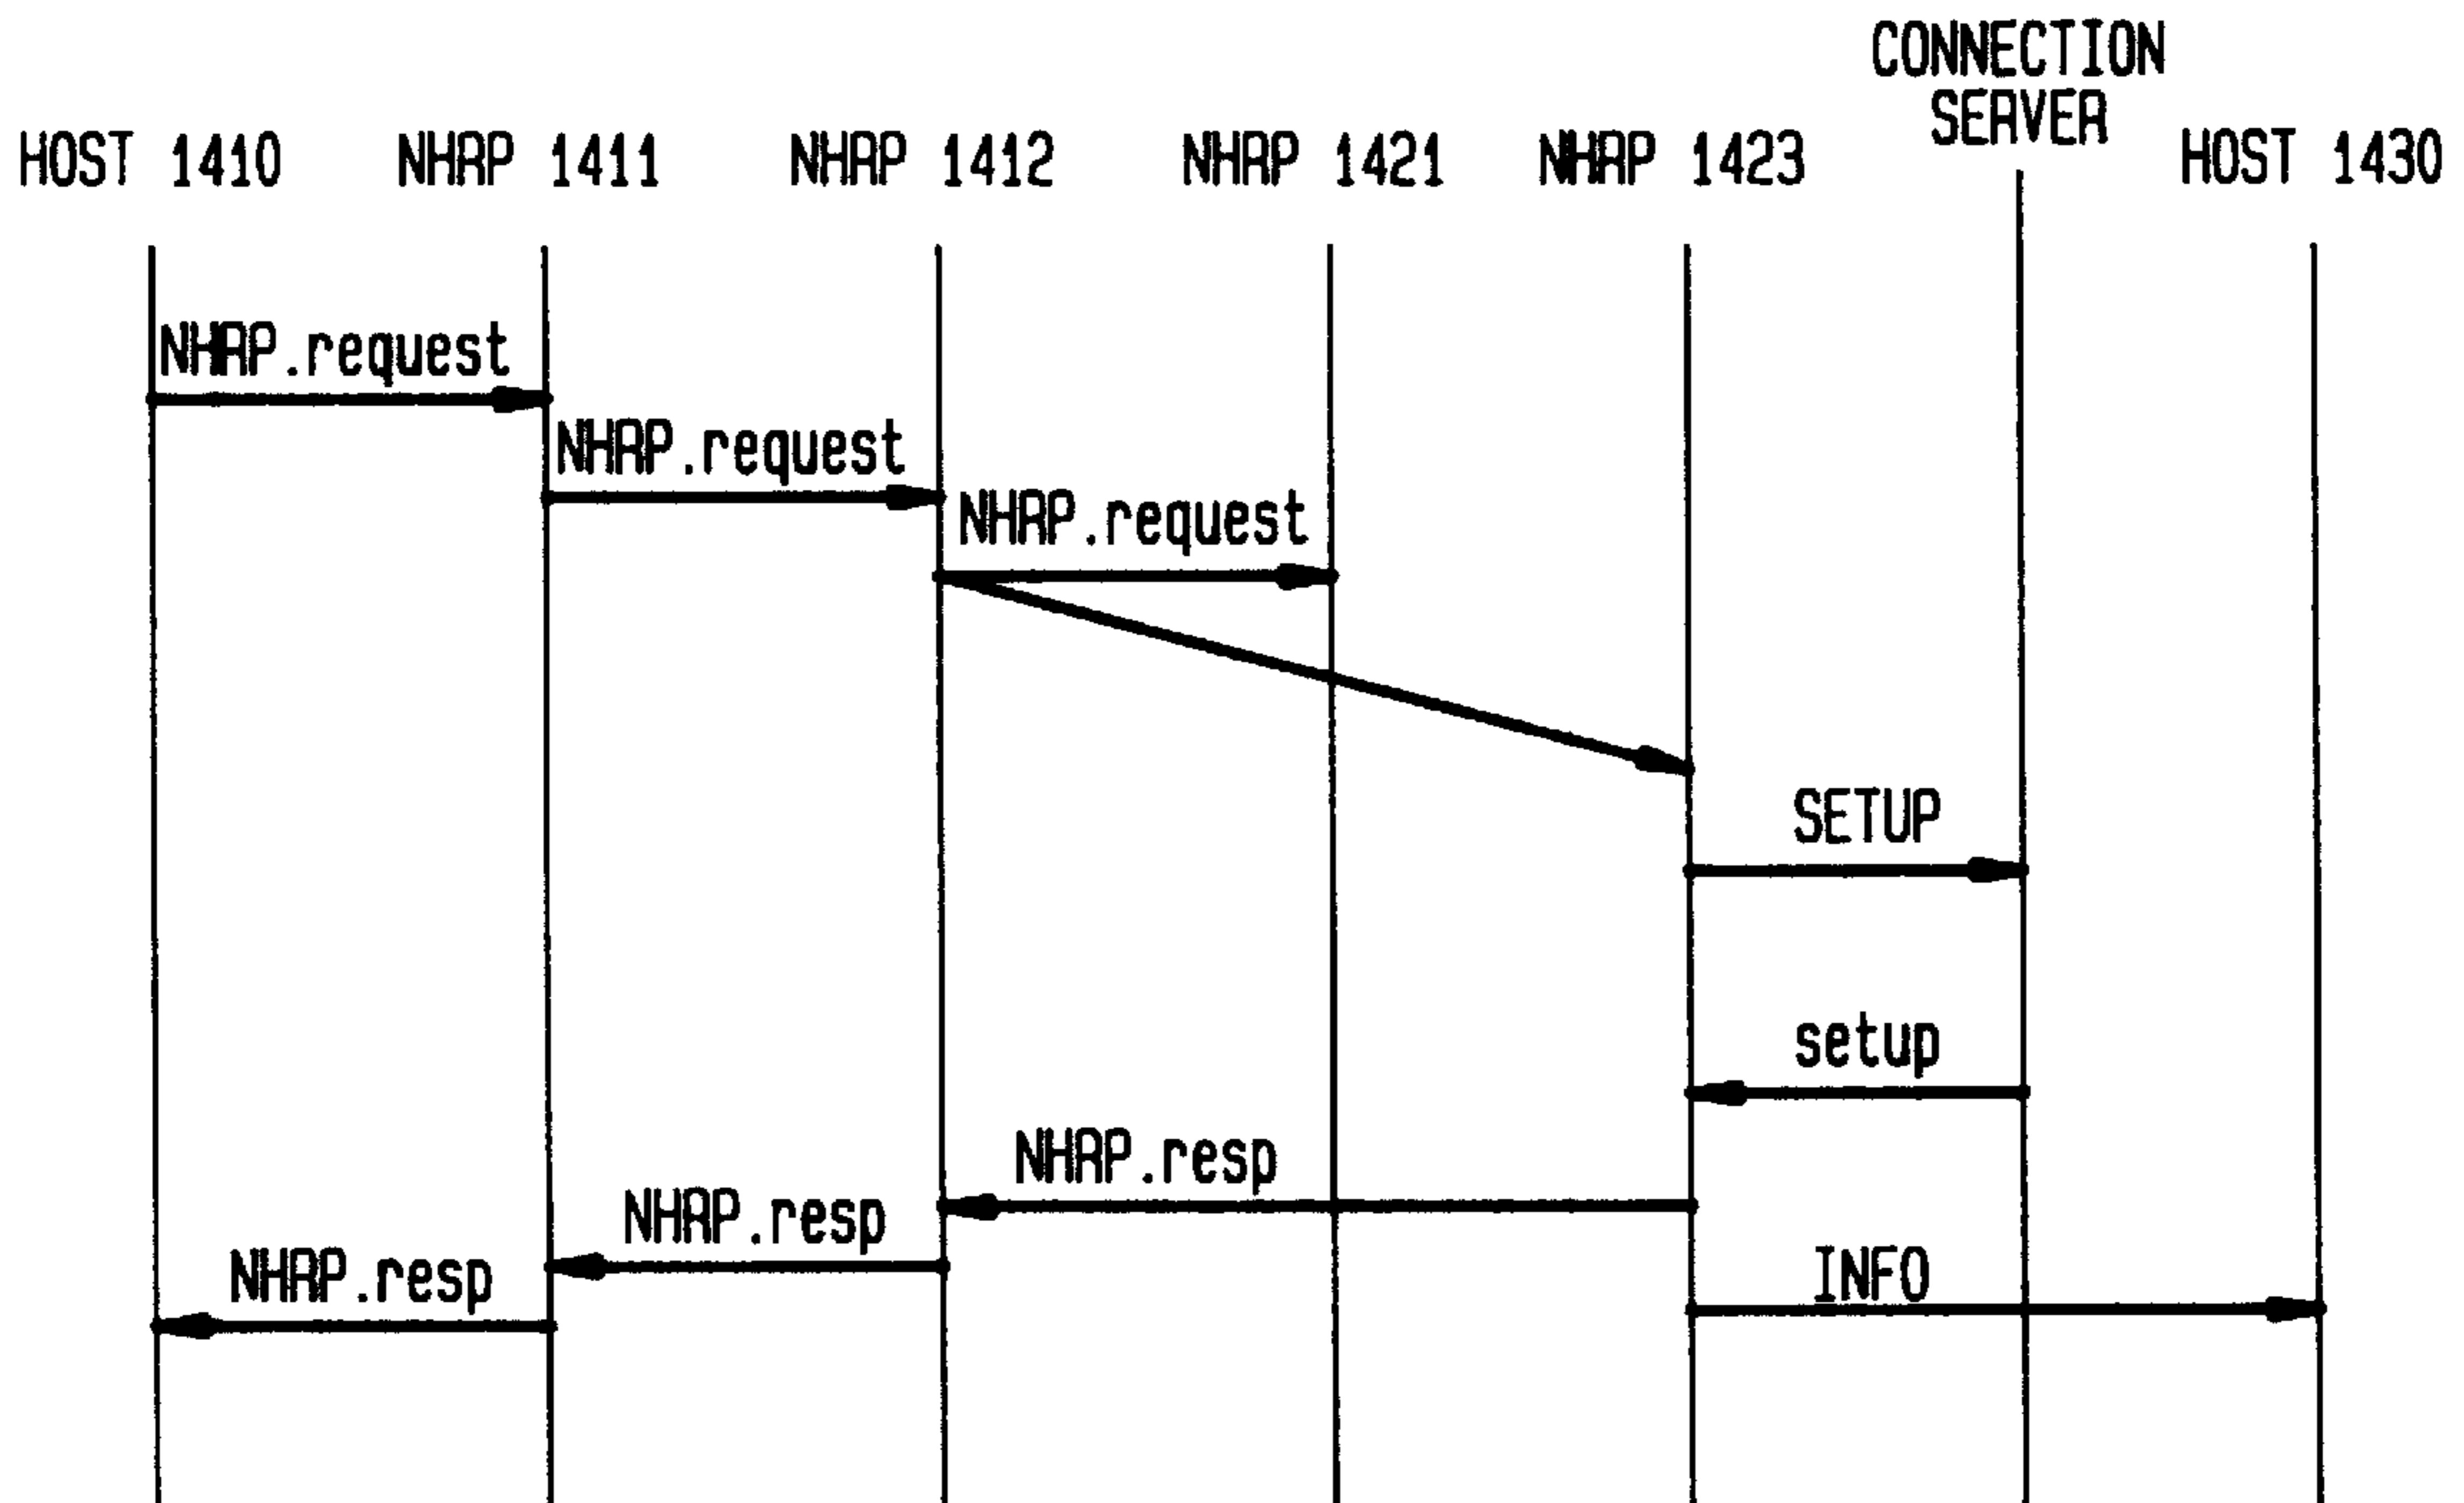 CONNECTION
SERVER
HOST 1410 NHRP 1411 NHRP 1412 NHRP 1421 NHRP 1423 HOST 1430
NHRP.request
NHRP.request
NHRP.request
SETUP
setup
NHRP.resp
NHRP.resp
NHRP.resp
INFO